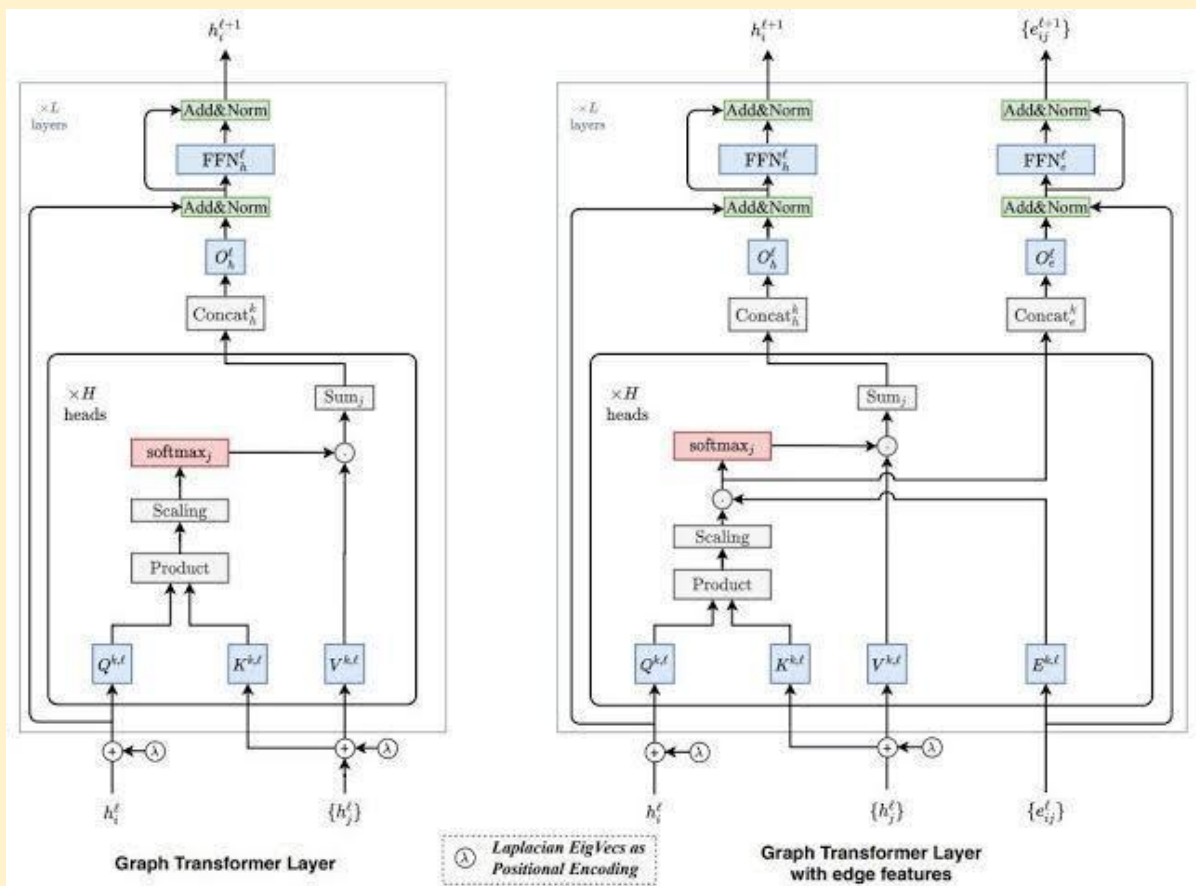 h_i^{ℓ+1}
× L
layers
Add&Norm
FFN_h^ℓ
Add&Norm
O_h^ℓ
Concat_h^k
× H
heads
Sum_j
softmax_j
·
Scaling
Product
Q^{k,ℓ}
K^{k,ℓ}
V^{k,ℓ}
+ λ
+ λ
h_i^ℓ
{h_j^ℓ}
Graph Transformer Layer
h_i^{ℓ+1}
{e_{ij}^{ℓ+1}}
× L
layers
Add&Norm
Add&Norm
FFN_h^ℓ
FFN_e^ℓ
Add&Norm
Add&Norm
O_h^ℓ
O_e^ℓ
Concat_h^k
Concat_e^k
× H
heads
Sum_j
softmax_j
·
·
Scaling
Product
Q^{k,ℓ}
K^{k,ℓ}
V^{k,ℓ}
E^{k,ℓ}
+ λ
+ λ
h_i^ℓ
{h_j^ℓ}
{e_{ij}^ℓ}
λ Laplacian EigVecs as
Positional Encoding
Graph Transformer Layer
with edge features